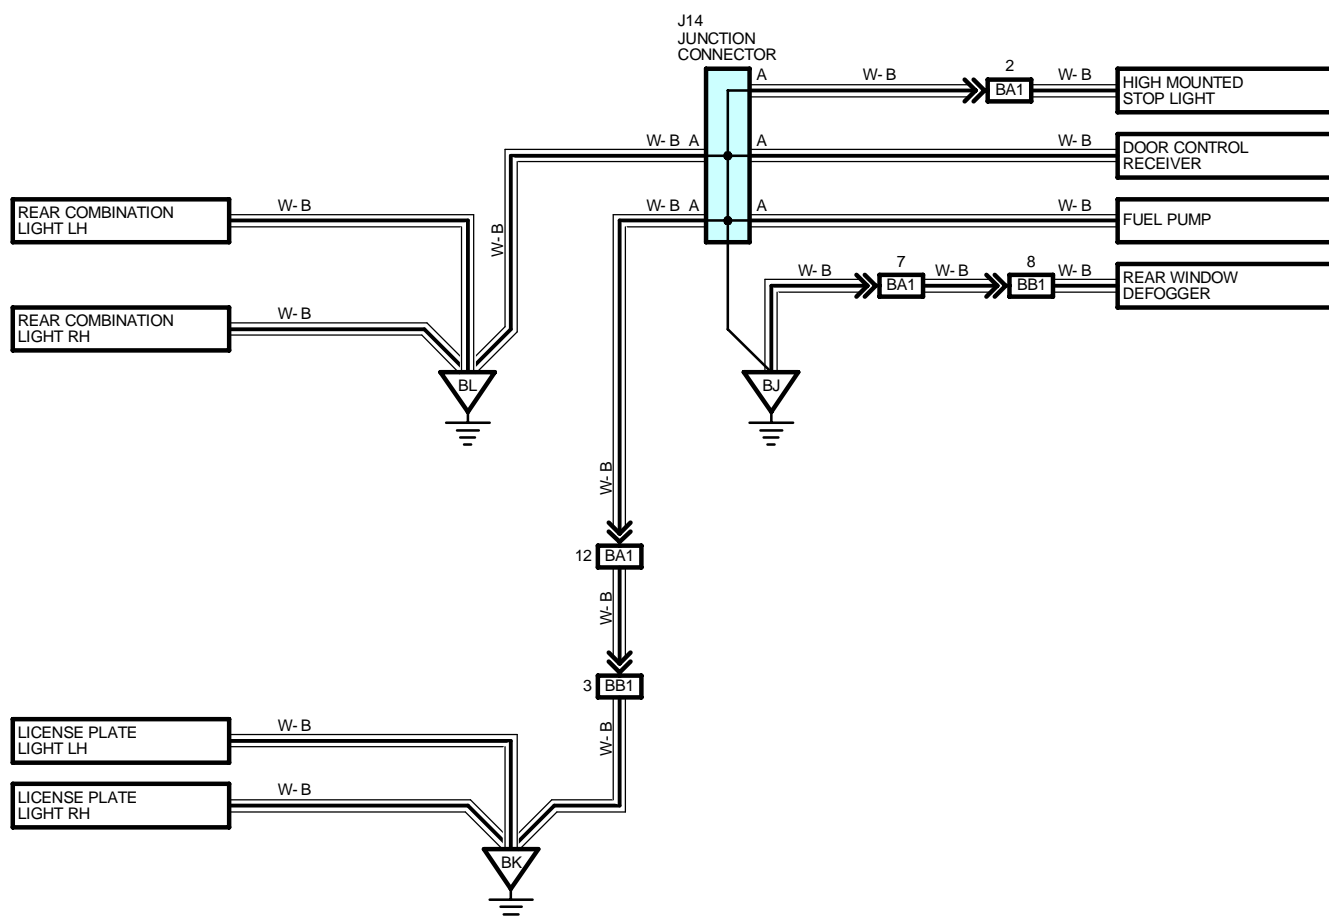 J14
JUNCTION
CONNECTOR
A
W-B
2
BA1
W-B
HIGH MOUNTED
STOP LIGHT
W-B A
A
W-B
DOOR CONTROL
RECEIVER
REAR COMBINATION
LIGHT LH
W-B
W-B
W-B A
A
W-B
FUEL PUMP
W-B
7
BA1
W-B
8
BB1
W-B
REAR WINDOW
DEFOGGER
REAR COMBINATION
LIGHT RH
W-B
BL
BJ
W-B
12 BA1
W-B
3 BB1
W-B
LICENSE PLATE
LIGHT LH
W-B
LICENSE PLATE
LIGHT RH
W-B
BK